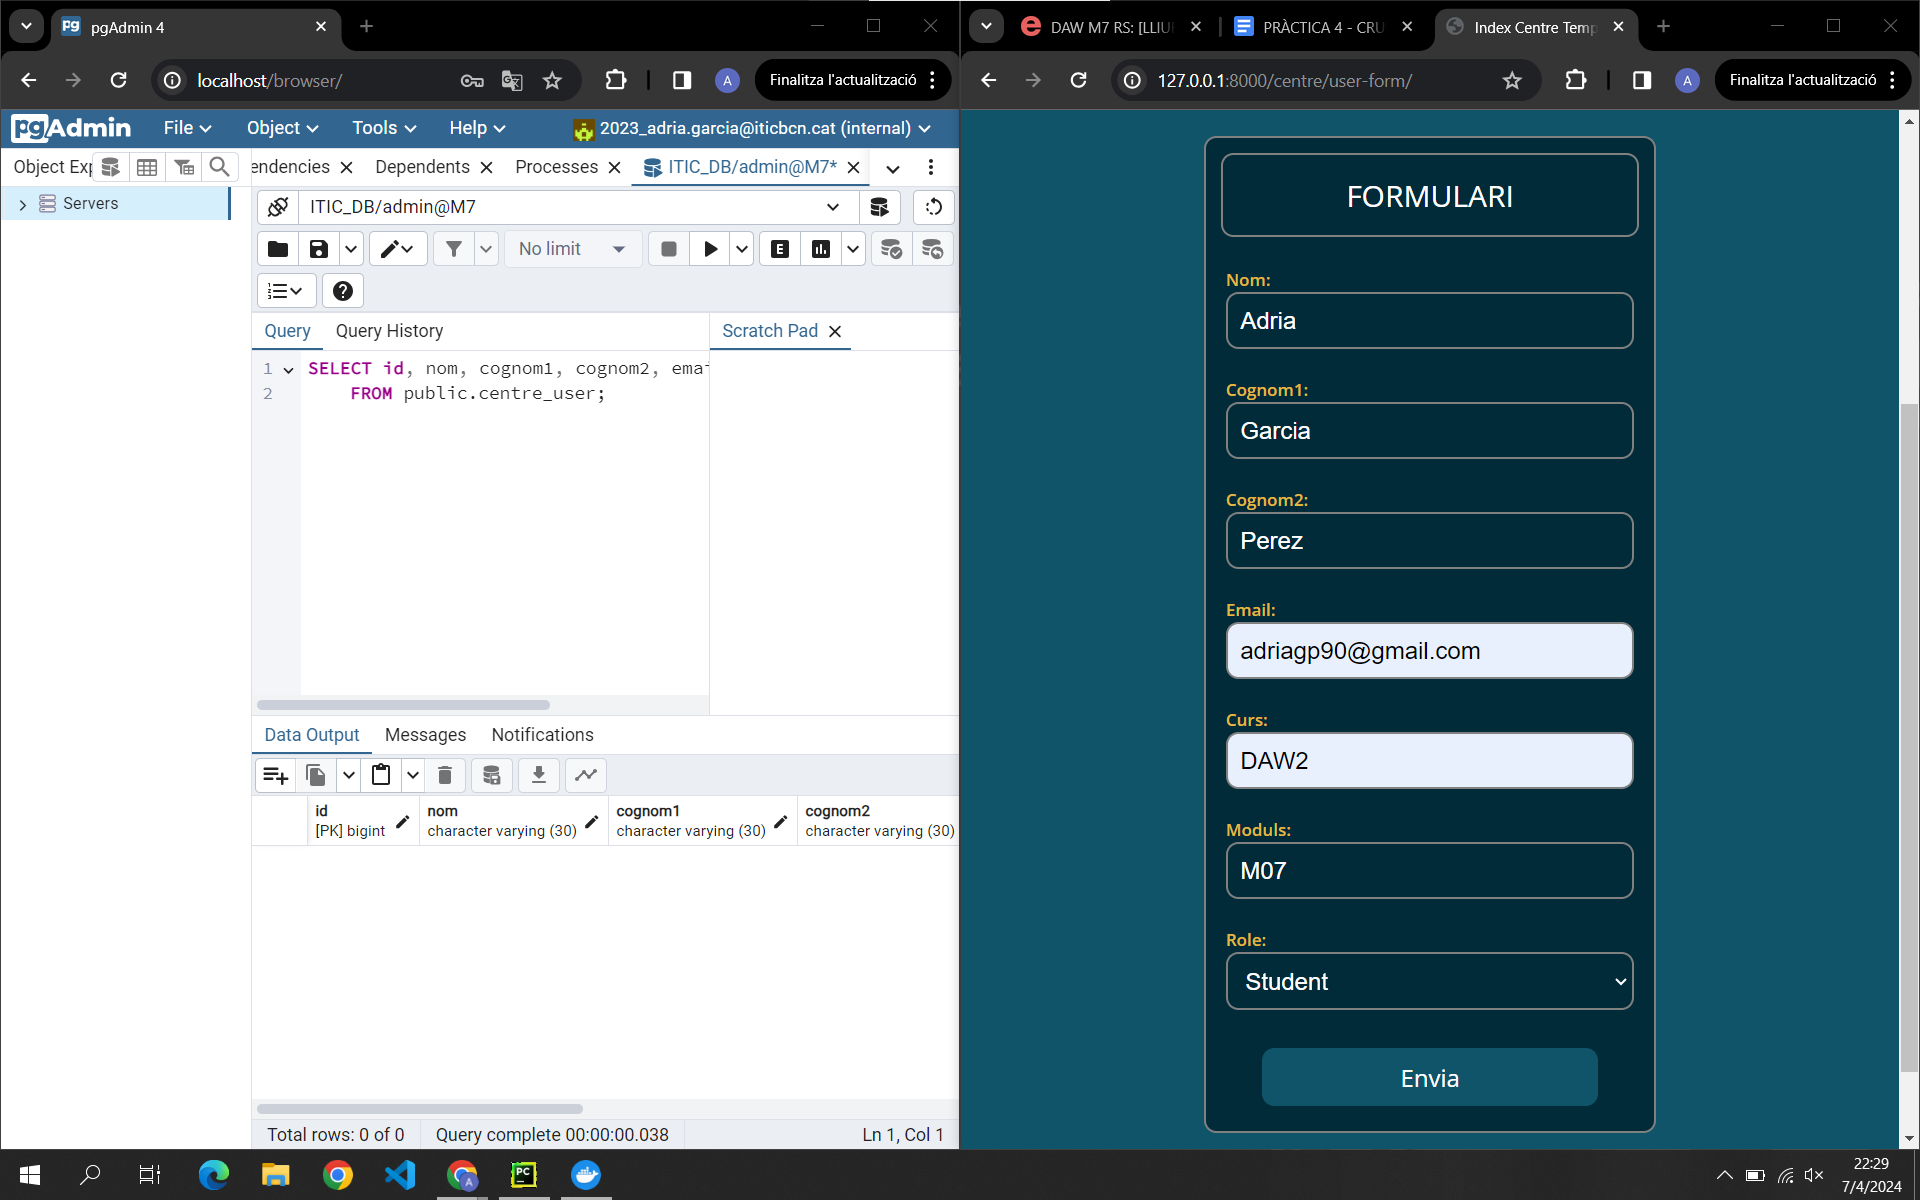 pgAdmin 4
localhost/browser/
A
Finalitza l'actualització
pgAdmin
File
Object
Tools
Help
2023_adria.garcia@iticbcn.cat (internal)
Object Exp
endencies
Dependents
Processes
ITIC_DB/admin@M7*
Servers
ITIC_DB/admin@M7
No limit
E
Query
Query History
Scratch Pad
1 SELECT id, nom, cognom1, cognom2, emai
2 FROM public.centre_user;
Data Output
Messages
Notifications
id
[PK] bigint
nom
character varying (30)
cognom1
character varying (30)
cognom2
character varying (30)
Total rows: 0 of 0
Query complete 00:00:00.038
Ln 1, Col 1
DAW M7 RS: [LLIU
PRÀCTICA 4 - CRU
Index Centre Temp
127.0.0.1:8000/centre/user-form/
A
Finalitza l'actualització
FORMULARI
Nom:
Adria
Cognom1:
Garcia
Cognom2:
Perez
Email:
adriagp90@gmail.com
Curs:
DAW2
Moduls:
M07
Role:
Student
Envia
A
PC
22:29
7/4/2024